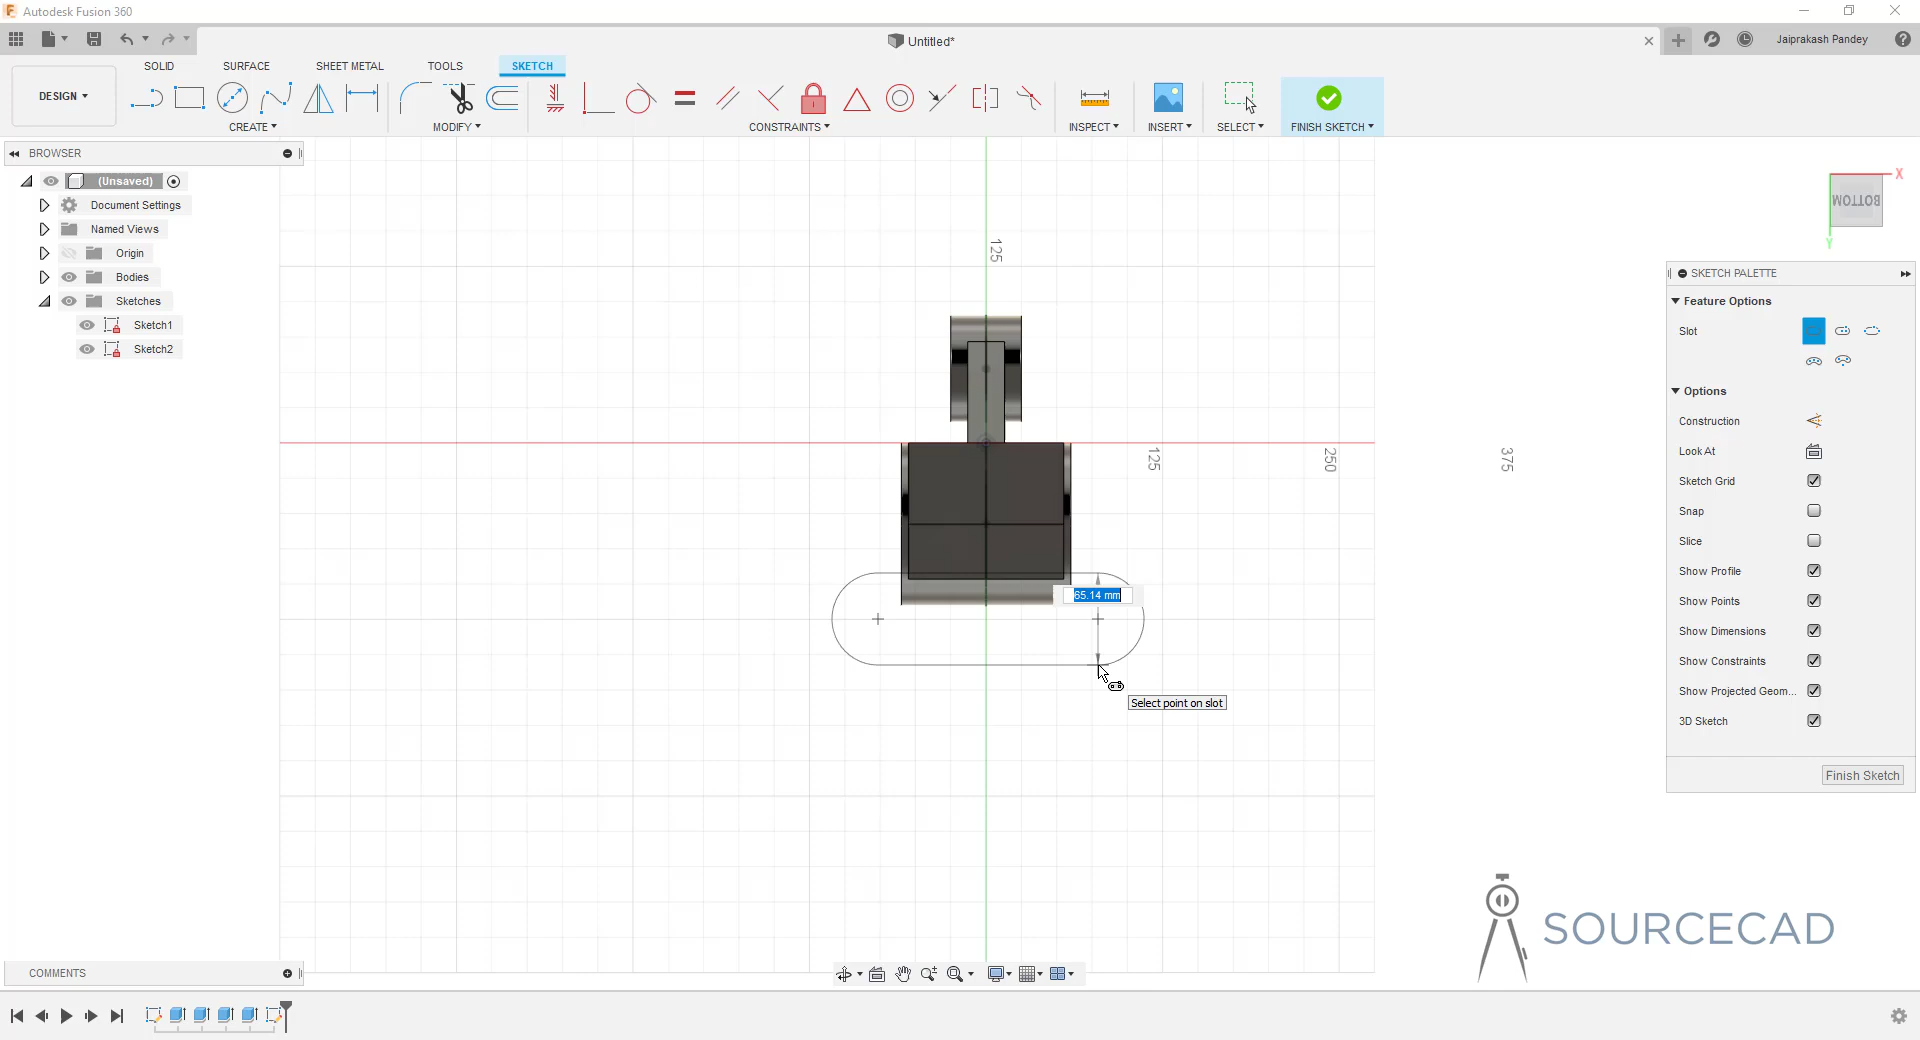 Autodesk Fusion 360
Untitled*
Jaiprakash Pandey
DESIGN
SOLID
SURFACE
SHEET METAL
TOOLS
SKETCH
CREATE
MODIFY
CONSTRAINTS
INSPECT
INSERT
SELECT
FINISH SKETCH
BROWSER
(Unsaved)
Document Settings
Named Views
Origin
Bodies
Sketches
Sketch1
Sketch2
125
125
250
375
65.14 mm
Select point on slot
X
BOTTOM
Y
SKETCH PALETTE
Feature Options
Slot
Options
Construction
Look At
Sketch Grid
Snap
Slice
Show Profile
Show Points
Show Dimensions
Show Constraints
Show Projected Geom...
3D Sketch
Finish Sketch
SOURCECAD
COMMENTS